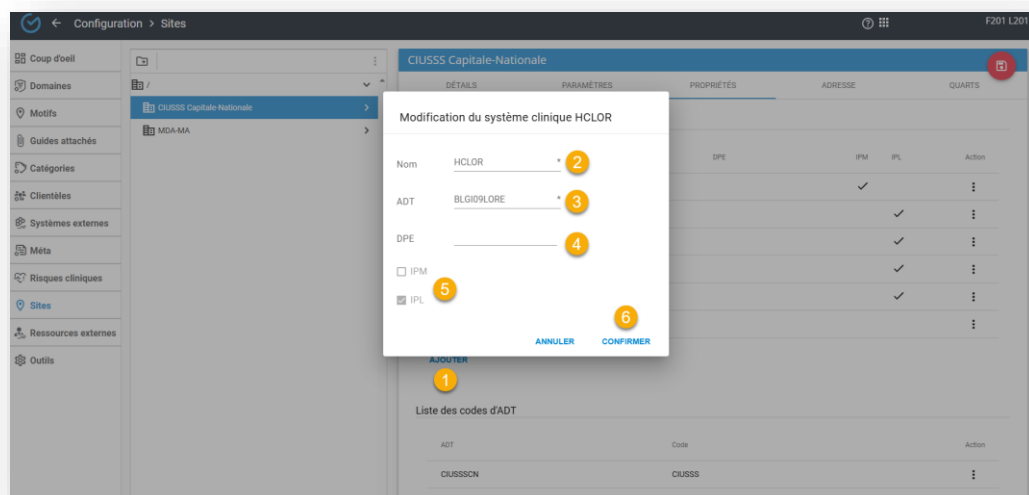 Configuration > Sites
F201 L201
Coup d'oeil
Domaines
Motifs
Guides attachés
Catégories
Clientèles
Systèmes externes
Méta
Risques cliniques
Sites
Ressources externes
Outils
/
CIUSSS Capitale-Nationale
MDA-MA
CIUSSS Capitale-Nationale
DÉTAILS PARAMÈTRES PROPRIÉTÉS ADRESSE QUARTS
DPE IPM IPL Action
Modification du système clinique HCLOR
Nom HCLOR * 2
ADT BLGI09LORE * 3
DPE 4
IPM
5
IPL
6
ANNULER CONFIRMER
AJOUTER
1
Liste des codes d'ADT
ADT Code Action
CIUSSSCN CIUSSS